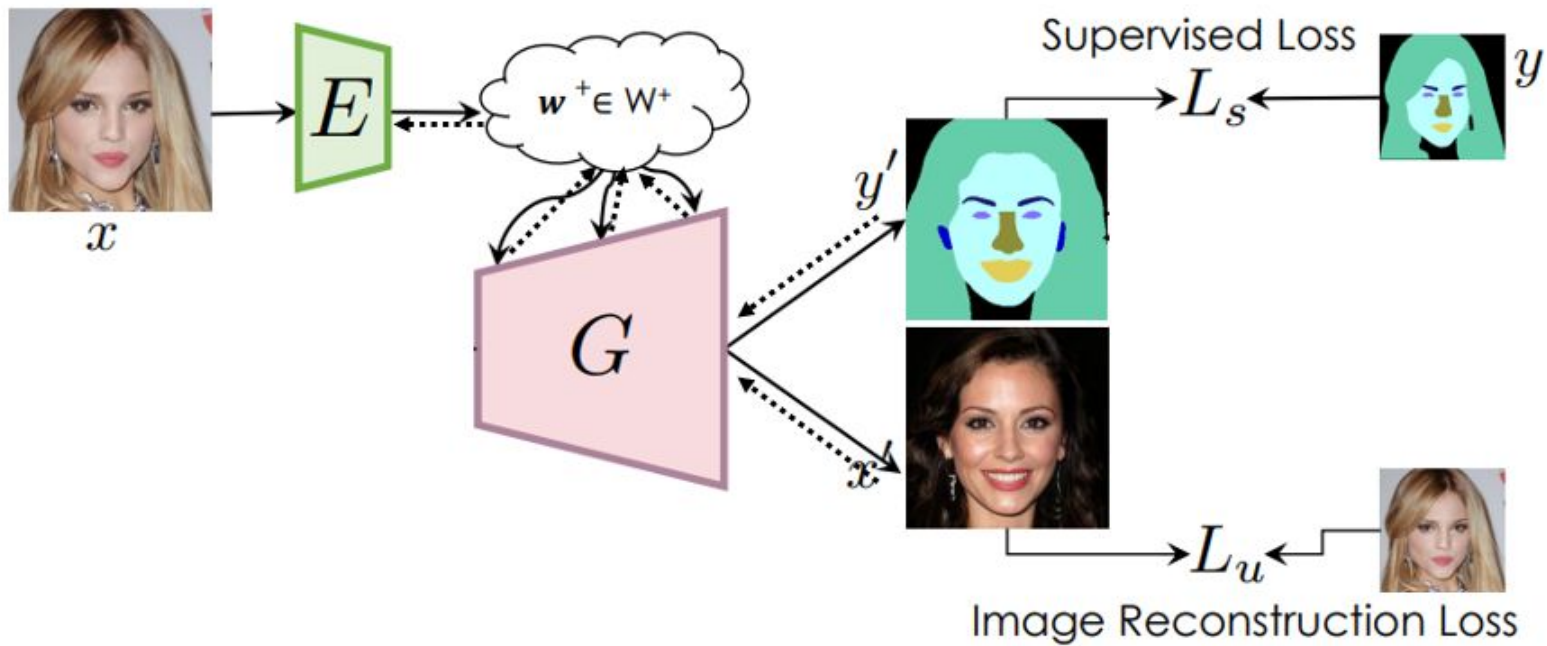 Supervised Loss
x
E
w + ∈ W+
L_s
y
y′
G
x′
L_u
Image Reconstruction Loss